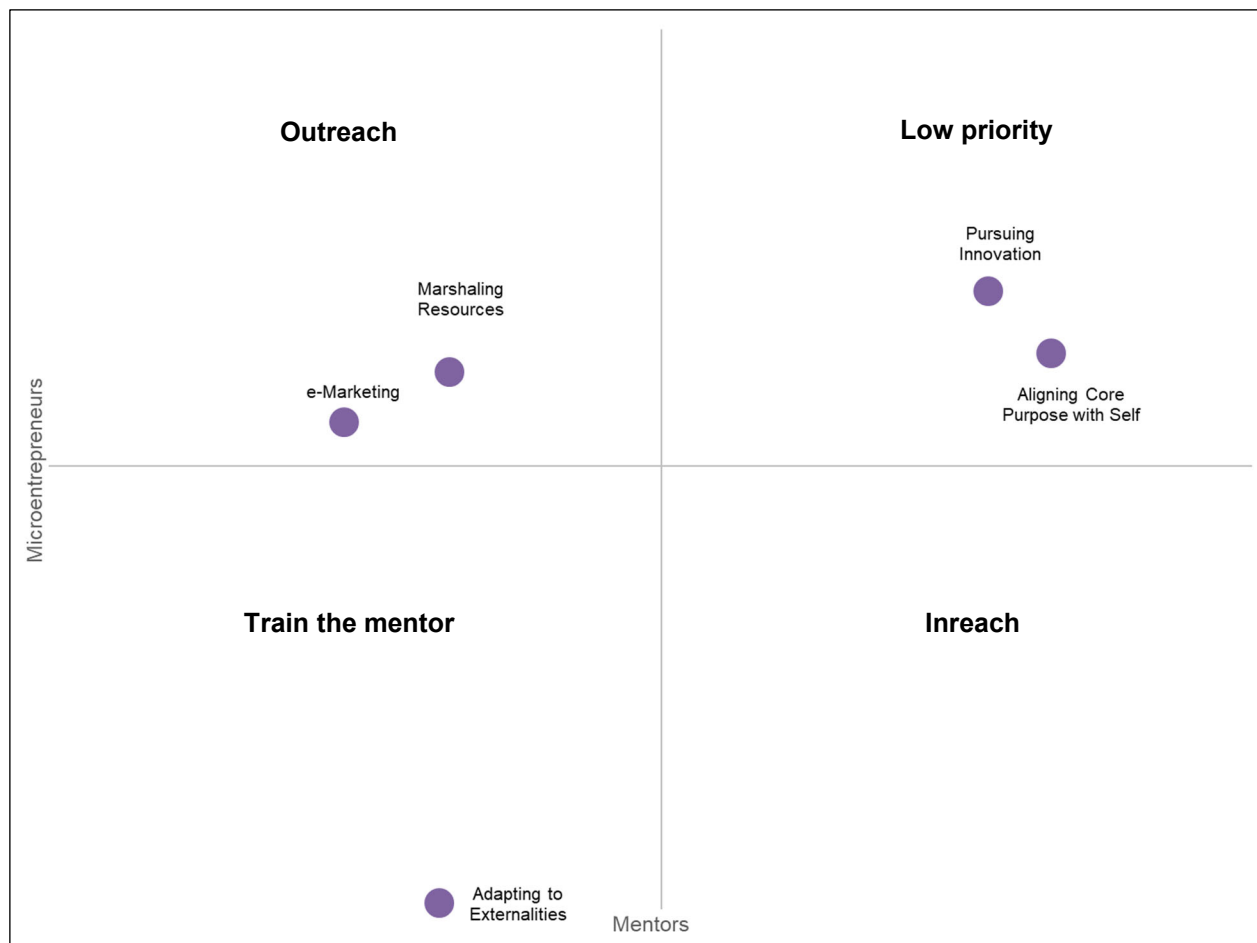 Outreach
Low priority
Pursuing
Innovation
Marshaling
Resources
e-Marketing
Aligning Core
Purpose with Self
Microentrepreneurs
Train the mentor
Inreach
Adapting to
Externalities
Mentors